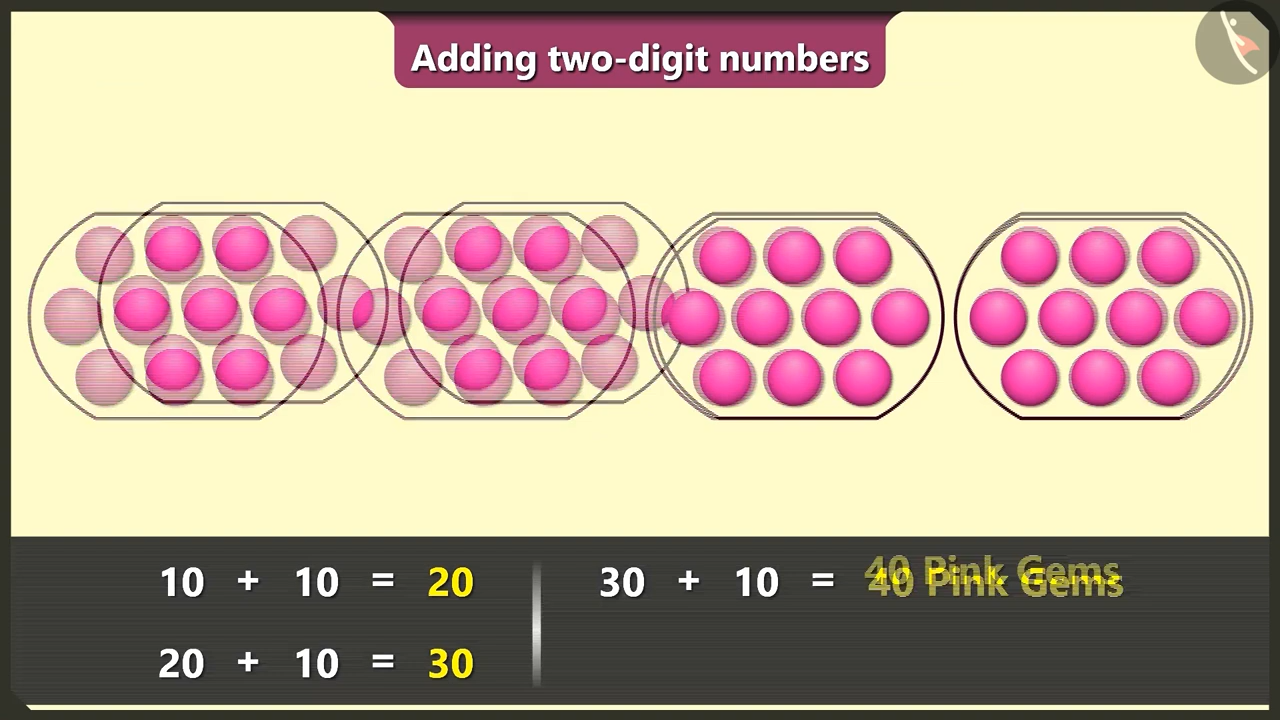 Adding two-digit numbers
10 + 10 = 20
20 + 10 = 30
30 + 10 = 40 Pink Gems